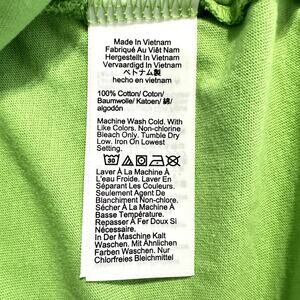 Made In Vietnam
Fabriqué Au Việt Nam
Hergestellt In Vietnam
Vervaardigd In Vietnam
ベトナム製
hecho en vietnam
100% Cotton/ Coton/
Baumwolle/ Katoen/ 綿/
algodón
Machine Wash Cold. With
Like Colors. Non-chlorine
Bleach Only. Tumble Dry
Low. Iron On Lowest
Setting.
30
Laver À La Machine À
L'eau Froide. Laver En
Séparant Les Couleurs.
Seulement Agent De
Blanchiment Non-chloré.
Sécher À La Machine À
Basse Température.
Repasser À Fer Doux Si
Nécessaire.
In Der Maschine Kalt
Waschen. Mit Ähnlichen
Farben Waschen. Nur
Chlorfreies Bleichmittel